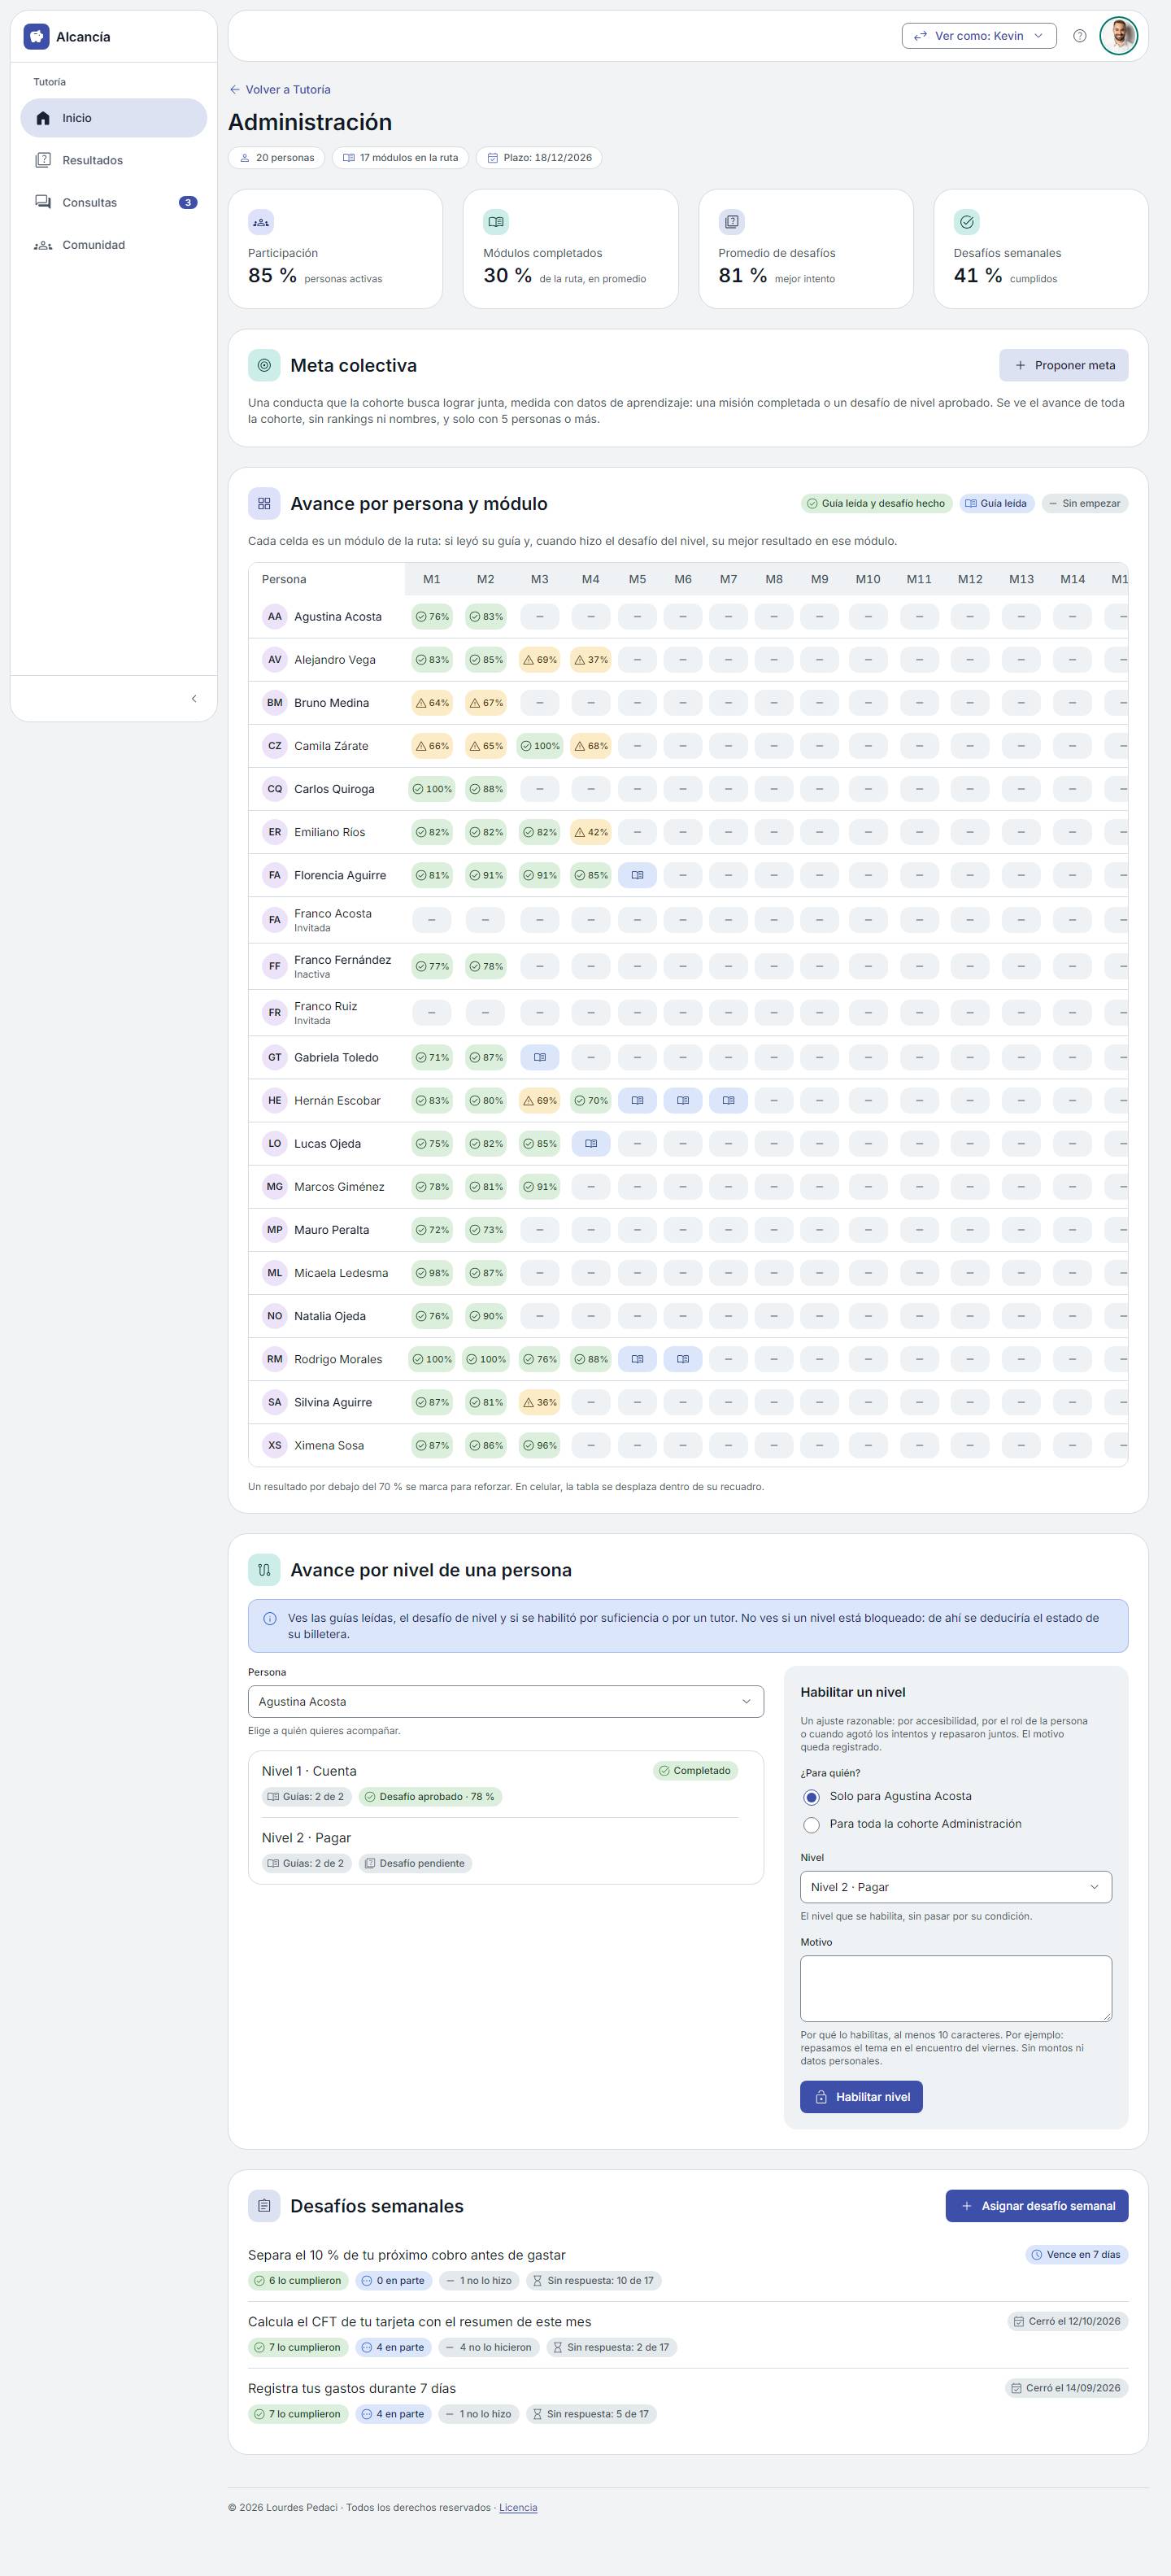 Alcancía
Ver como: Kevin
Tutoría
Inicio
Resultados
Consultas 3
Comunidad
Volver a Tutoría
Administración
20 personas 17 módulos en la ruta Plazo: 18/12/2026
Participación
85 % personas activas
Módulos completados
30 % de la ruta, en promedio
Promedio de desafíos
81 % mejor intento
Desafíos semanales
41 % cumplidos
Meta colectiva
Proponer meta
Una conducta que la cohorte busca lograr junta, medida con datos de aprendizaje: una misión completada o un desafío de nivel aprobado. Se ve el avance de toda
la cohorte, sin rankings ni nombres, y solo con 5 personas o más.
Avance por persona y módulo
Guía leída y desafío hecho Guía leída — Sin empezar
Cada celda es un módulo de la ruta: si leyó su guía y, cuando hizo el desafío del nivel, su mejor resultado en ese módulo.
Persona M1 M2 M3 M4 M5 M6 M7 M8 M9 M10 M11 M12 M13 M14 M1
AA Agustina Acosta 76% 83% — — — — — — — — — — — — —
AV Alejandro Vega 83% 85% 69% 37% — — — — — — — — — — —
BM Bruno Medina 64% 67% — — — — — — — — — — — — —
CZ Camila Zárate 66% 65% 100% 68% — — — — — — — — — — —
CQ Carlos Quiroga 100% 88% — — — — — — — — — — — — —
ER Emiliano Ríos 82% 82% 82% 42% — — — — — — — — — — —
FA Florencia Aguirre 81% 91% 91% 85% — — — — — — — — — —
FA Franco Acosta — — — — — — — — — — — — — — —
Invitada
FF Franco Fernández 77% 78% — — — — — — — — — — — — —
Inactiva
FR Franco Ruiz — — — — — — — — — — — — — — —
Invitada
GT Gabriela Toledo 71% 87% — — — — — — — — — — — —
HE Hernán Escobar 83% 80% 69% 70% — — — — — — — —
LO Lucas Ojeda 75% 82% 85% — — — — — — — — — — —
MG Marcos Giménez 78% 81% 91% — — — — — — — — — — — —
MP Mauro Peralta 72% 73% — — — — — — — — — — — — —
ML Micaela Ledesma 98% 87% — — — — — — — — — — — — —
NO Natalia Ojeda 76% 90% — — — — — — — — — — — — —
RM Rodrigo Morales 100% 100% 76% 88% — — — — — — — — —
SA Silvina Aguirre 87% 81% 36% — — — — — — — — — — — —
XS Ximena Sosa 87% 86% 96% — — — — — — — — — — — —
Un resultado por debajo del 70 % se marca para reforzar. En celular, la tabla se desplaza dentro de su recuadro.
Avance por nivel de una persona
Ves las guías leídas, el desafío de nivel y si se habilitó por suficiencia o por un tutor. No ves si un nivel está bloqueado: de ahí se deduciría el estado de
su billetera.
Persona
Agustina Acosta
Elige a quién quieres acompañar.
Nivel 1 · Cuenta
Completado
Guías: 2 de 2 Desafío aprobado · 78 %
Nivel 2 · Pagar
Guías: 2 de 2 Desafío pendiente
Habilitar un nivel
Un ajuste razonable: por accesibilidad, por el rol de la persona
o cuando agotó los intentos y repasaron juntos. El motivo
queda registrado.
¿Para quién?
Solo para Agustina Acosta
Para toda la cohorte Administración
Nivel
Nivel 2 · Pagar
El nivel que se habilita, sin pasar por su condición.
Motivo
Por qué lo habilitas, al menos 10 caracteres. Por ejemplo:
repasamos el tema en el encuentro del viernes. Sin montos ni
datos personales.
Habilitar nivel
Desafíos semanales
Asignar desafío semanal
Separa el 10 % de tu próximo cobro antes de gastar
Vence en 7 días
6 lo cumplieron 0 en parte — 1 no lo hizo Sin respuesta: 10 de 17
Calcula el CFT de tu tarjeta con el resumen de este mes
Cerró el 12/10/2026
7 lo cumplieron 4 en parte — 4 no lo hicieron Sin respuesta: 2 de 17
Registra tus gastos durante 7 días
Cerró el 14/09/2026
7 lo cumplieron 4 en parte — 1 no lo hizo Sin respuesta: 5 de 17
© 2026 Lourdes Pedaci · Todos los derechos reservados · Licencia